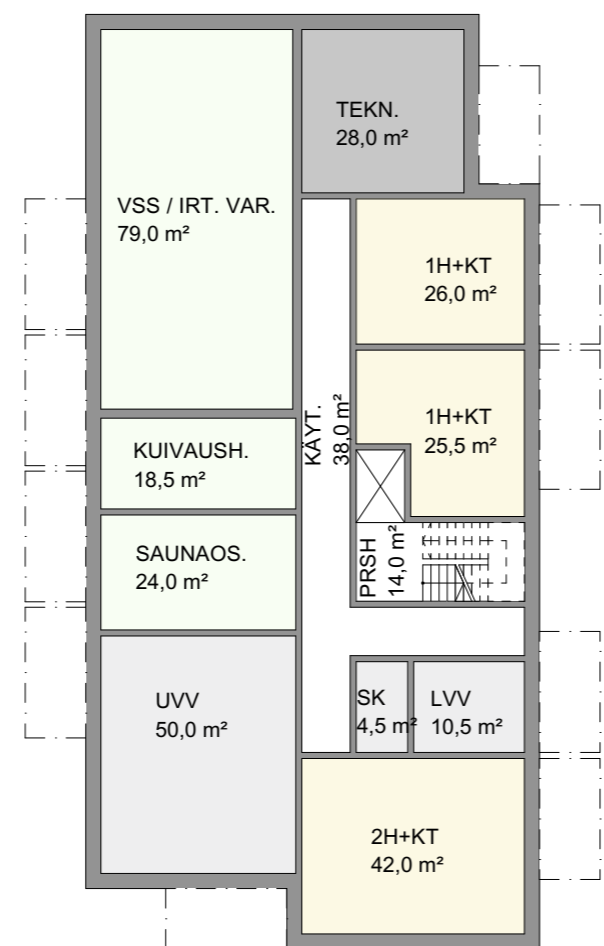 TEKN.
28,0 m²
VSS / IRT. VAR.
79,0 m²
1H+KT
26,0 m²
KÄYT.
38,0 m²
1H+KT
25,5 m²
KUIVAUSH.
18,5 m²
SAUNAOS.
24,0 m²
PRSH
14,0 m²
UVV
50,0 m²
SK
4,5 m²
LVV
10,5 m²
2H+KT
42,0 m²